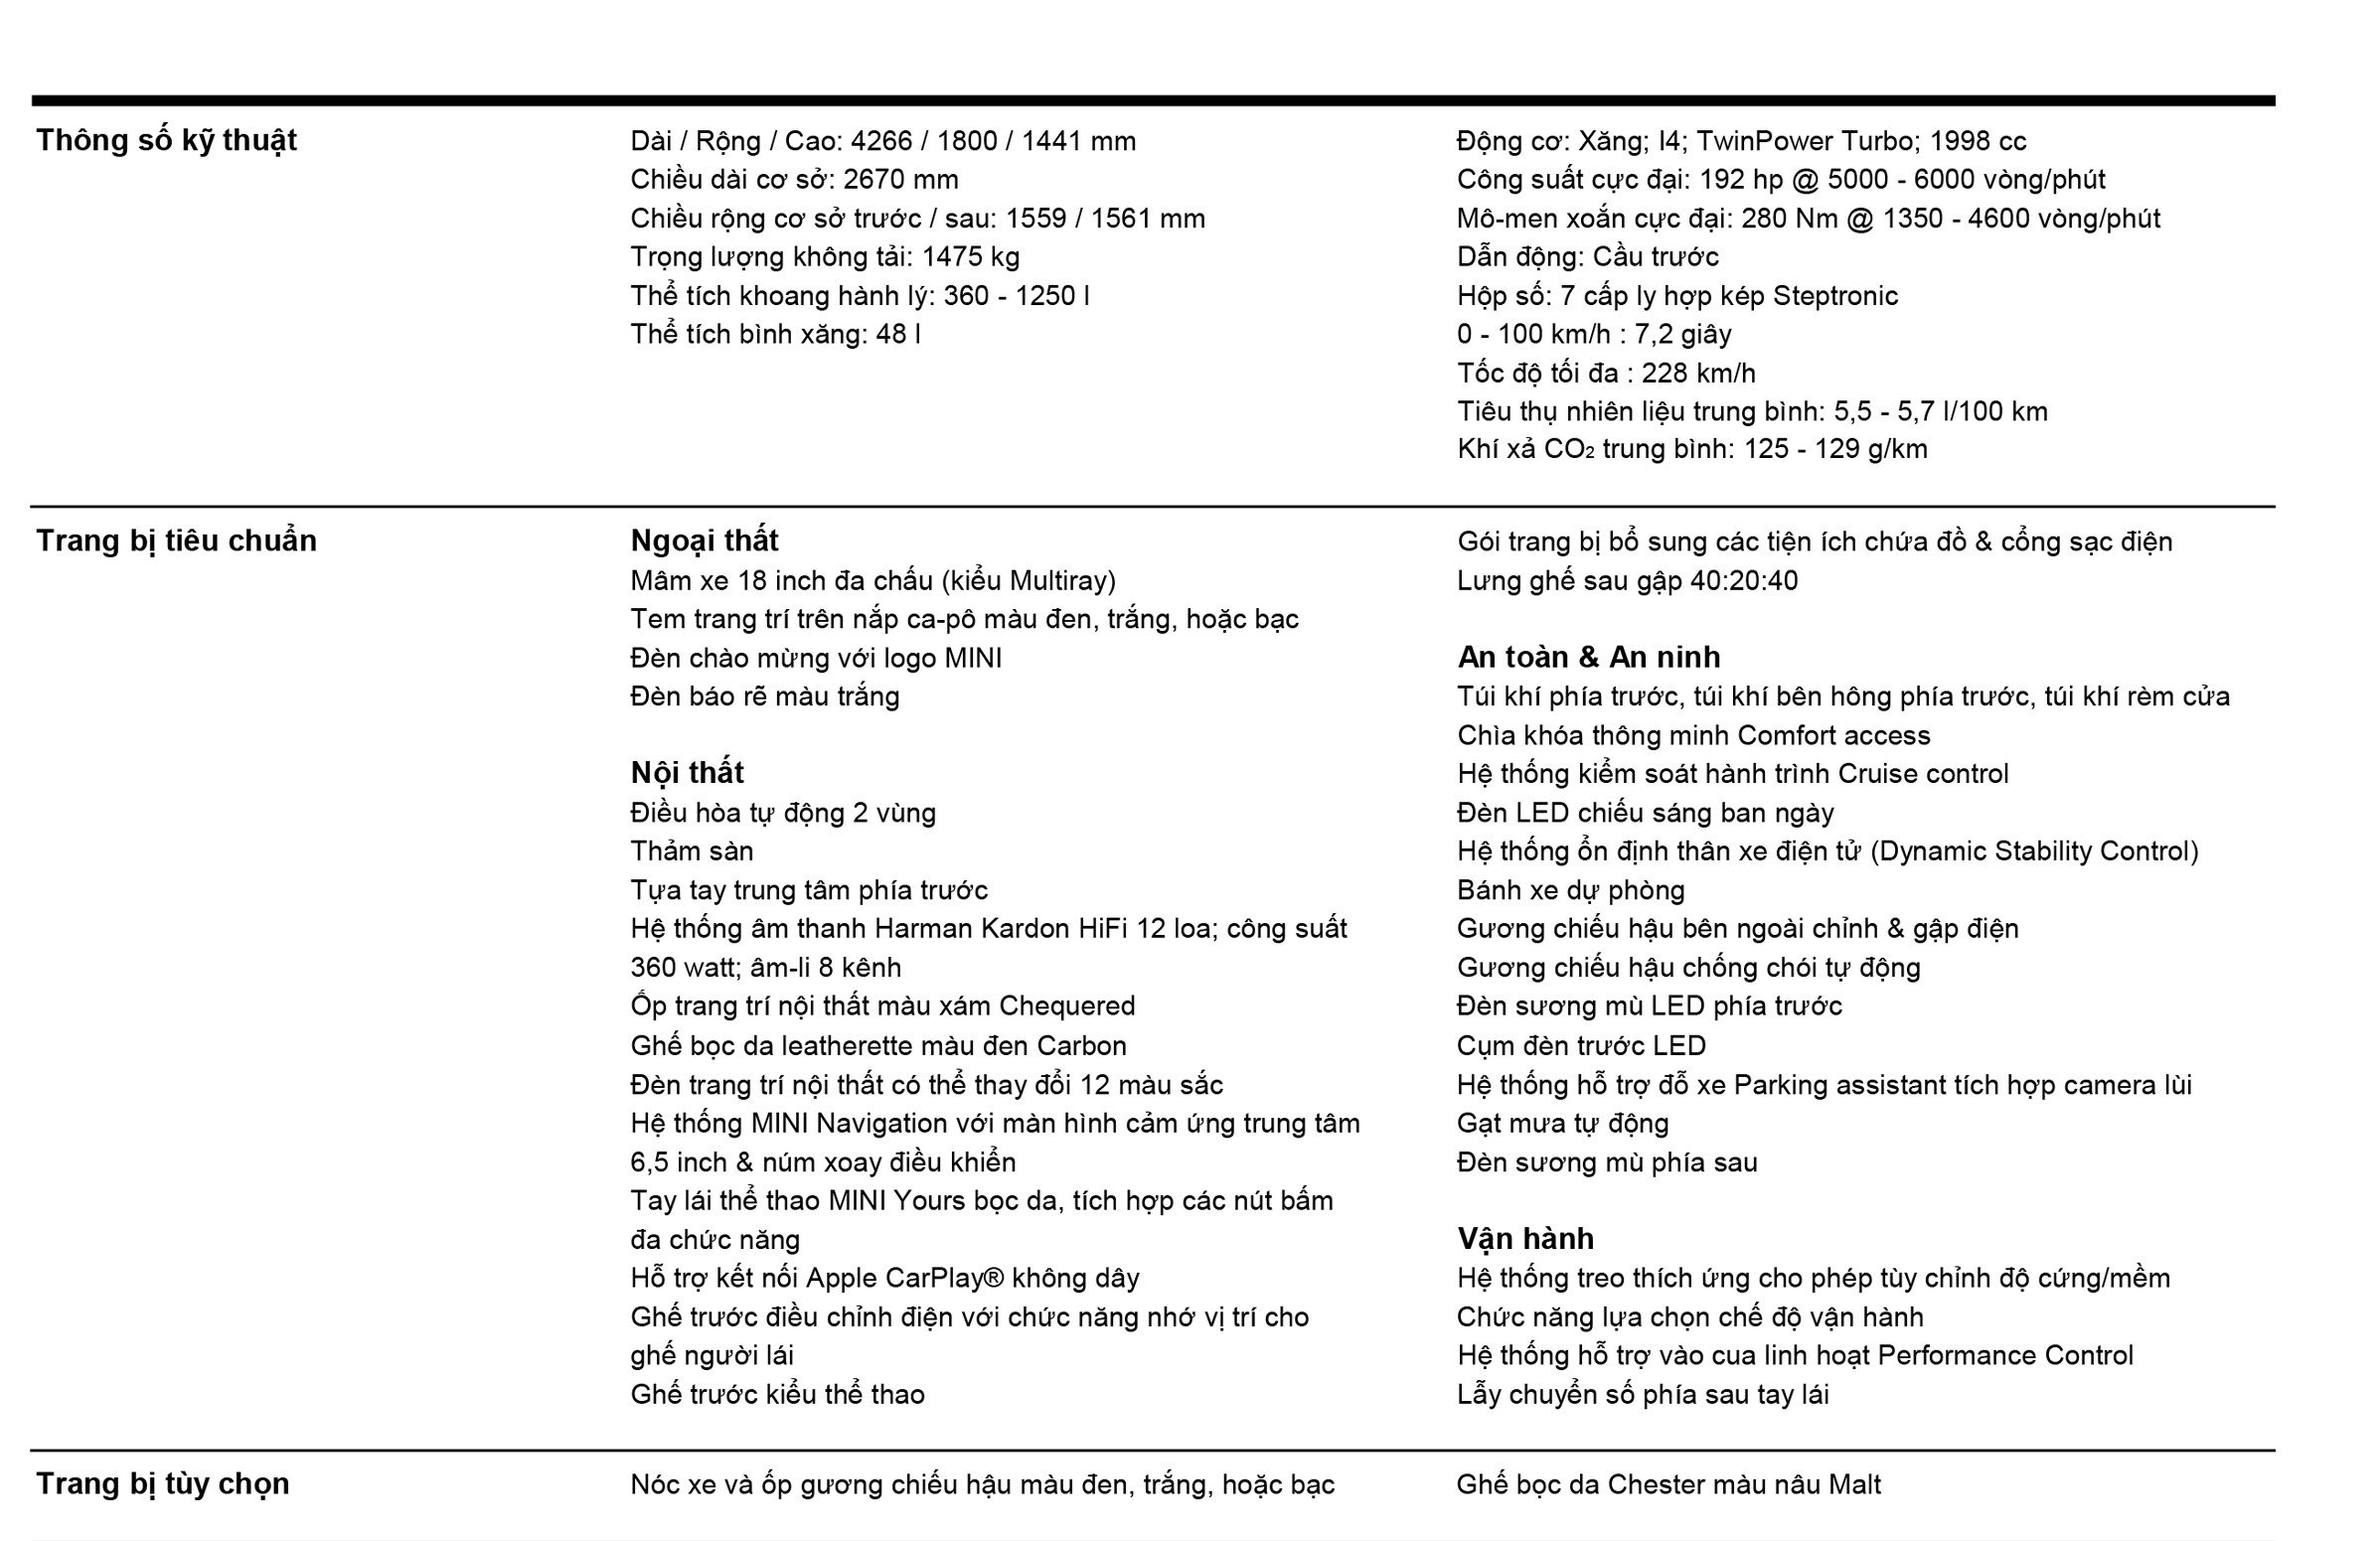 Thông số kỹ thuật
Dài / Rộng / Cao: 4266 / 1800 / 1441 mm
Chiều dài cơ sở: 2670 mm
Chiều rộng cơ sở trước / sau: 1559 / 1561 mm
Trọng lượng không tải: 1475 kg
Thể tích khoang hành lý: 360 - 1250 l
Thể tích bình xăng: 48 l
Động cơ: Xăng; I4; TwinPower Turbo; 1998 cc
Công suất cực đại: 192 hp @ 5000 - 6000 vòng/phút
Mô-men xoắn cực đại: 280 Nm @ 1350 - 4600 vòng/phút
Dẫn động: Cầu trước
Hộp số: 7 cấp ly hợp kép Steptronic
0 - 100 km/h : 7,2 giây
Tốc độ tối đa : 228 km/h
Tiêu thụ nhiên liệu trung bình: 5,5 - 5,7 l/100 km
Khí xả CO₂ trung bình: 125 - 129 g/km
Trang bị tiêu chuẩn
Ngoại thất
Mâm xe 18 inch đa chấu (kiểu Multiray)
Tem trang trí trên nắp ca-pô màu đen, trắng, hoặc bạc
Đèn chào mừng với logo MINI
Đèn báo rẽ màu trắng
Nội thất
Điều hòa tự động 2 vùng
Thảm sàn
Tựa tay trung tâm phía trước
Hệ thống âm thanh Harman Kardon HiFi 12 loa; công suất
360 watt; âm-li 8 kênh
Ốp trang trí nội thất màu xám Chequered
Ghế bọc da leatherette màu đen Carbon
Đèn trang trí nội thất có thể thay đổi 12 màu sắc
Hệ thống MINI Navigation với màn hình cảm ứng trung tâm
6,5 inch & núm xoay điều khiển
Tay lái thể thao MINI Yours bọc da, tích hợp các nút bấm
đa chức năng
Hỗ trợ kết nối Apple CarPlay® không dây
Ghế trước điều chỉnh điện với chức năng nhớ vị trí cho
ghế người lái
Ghế trước kiểu thể thao
Gói trang bị bổ sung các tiện ích chứa đồ & cổng sạc điện
Lưng ghế sau gập 40:20:40
An toàn & An ninh
Túi khí phía trước, túi khí bên hông phía trước, túi khí rèm cửa
Chìa khóa thông minh Comfort access
Hệ thống kiểm soát hành trình Cruise control
Đèn LED chiếu sáng ban ngày
Hệ thống ổn định thân xe điện tử (Dynamic Stability Control)
Bánh xe dự phòng
Gương chiếu hậu bên ngoài chỉnh & gập điện
Gương chiếu hậu chống chói tự động
Đèn sương mù LED phía trước
Cụm đèn trước LED
Hệ thống hỗ trợ đỗ xe Parking assistant tích hợp camera lùi
Gạt mưa tự động
Đèn sương mù phía sau
Vận hành
Hệ thống treo thích ứng cho phép tùy chỉnh độ cứng/mềm
Chức năng lựa chọn chế độ vận hành
Hệ thống hỗ trợ vào cua linh hoạt Performance Control
Lẫy chuyển số phía sau tay lái
Trang bị tùy chọn
Nóc xe và ốp gương chiếu hậu màu đen, trắng, hoặc bạc
Ghế bọc da Chester màu nâu Malt